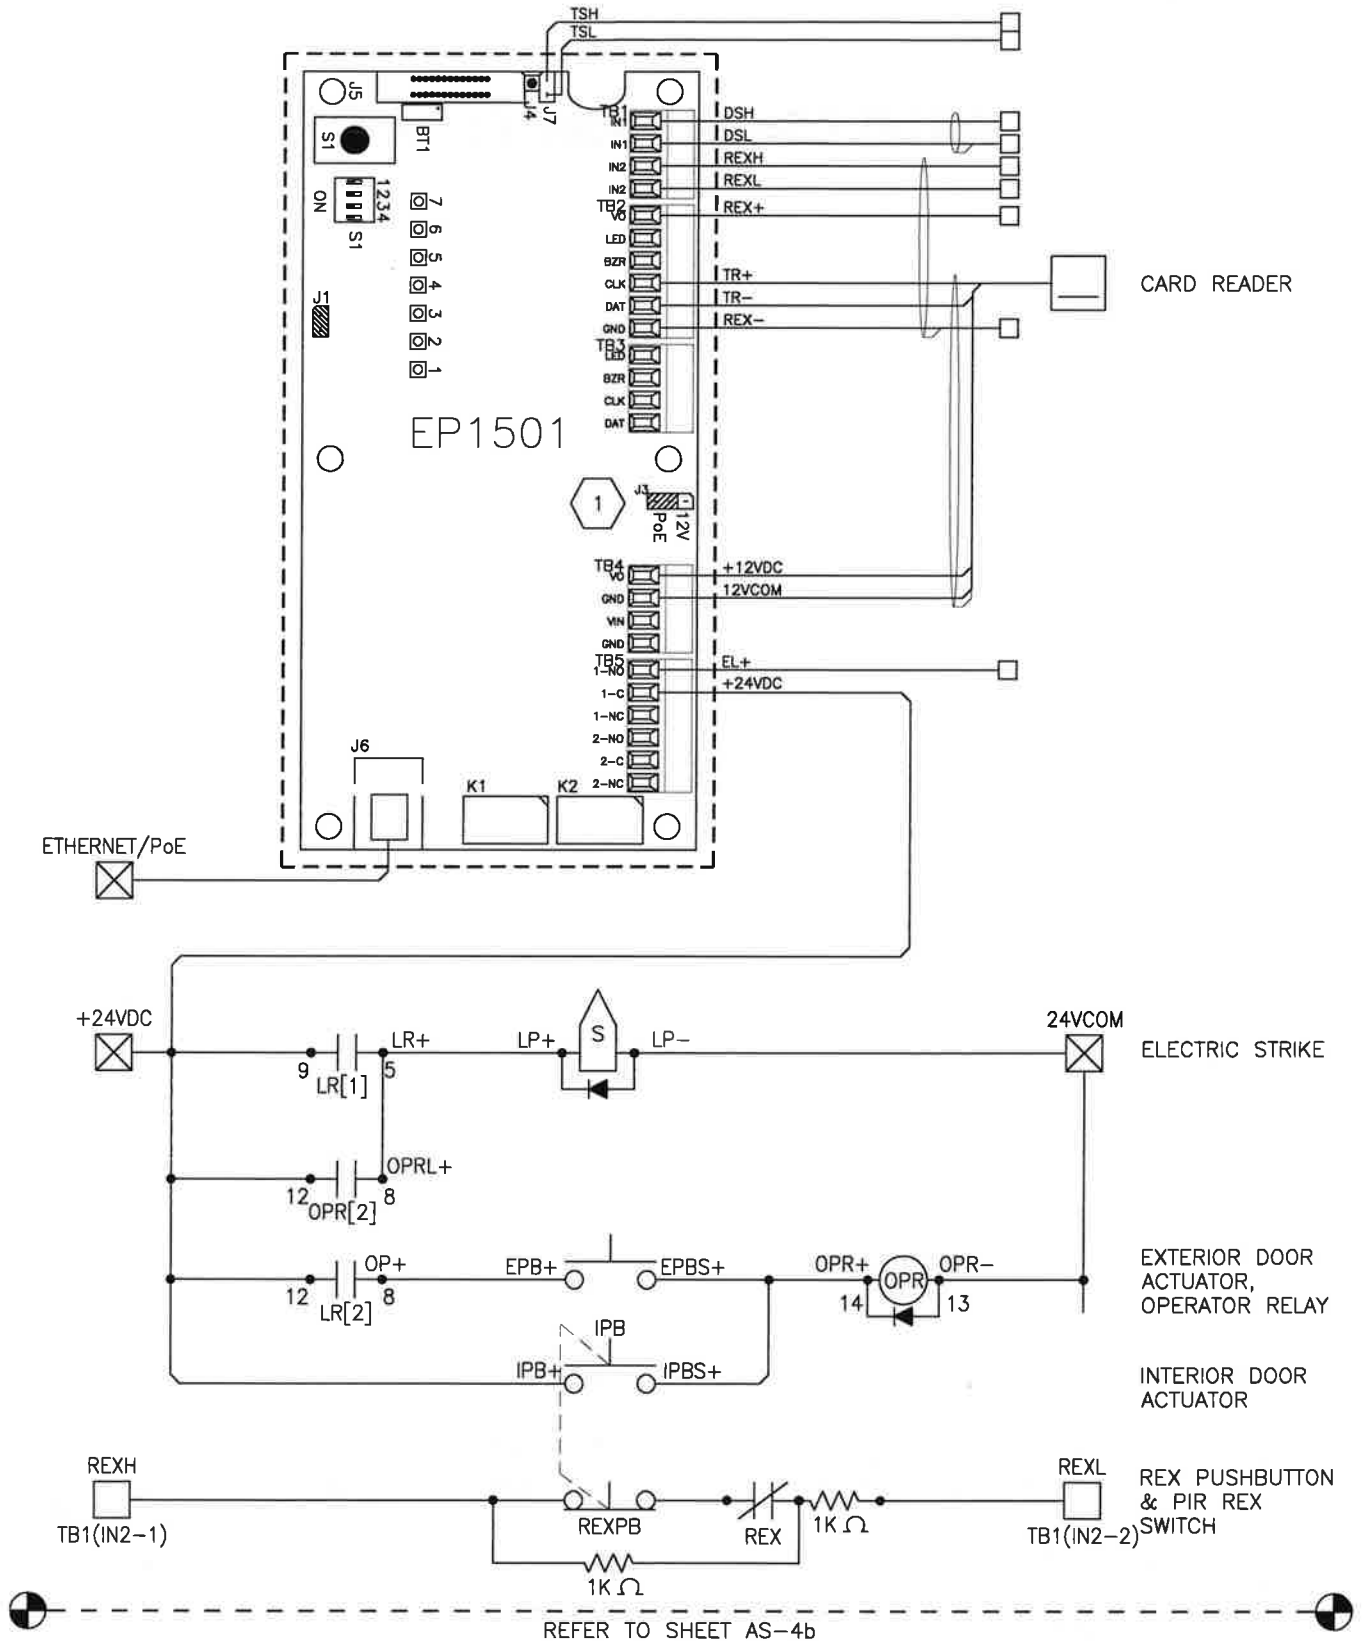 TSH
TSL
J5
J4
J7
BT1
S1
ON
1234
S1
7
6
5
4
3
2
1
J1
EP1501
TB1
IN1
DSH
IN1
DSL
IN2
REXH
IN2
REXL
TB2
VO
REX+
LED
BZR
CLK
TR+
DAT
TR-
GND
REX-
CARD READER
TB3
LED
BZR
CLK
DAT
1
J3
PoE
12V
TB4
VO
+12VDC
GND
12VCOM
VIN
GND
TB5
1-NO
EL+
1-C
+24VDC
1-NC
2-NO
2-C
2-NC
J6
K1
K2
ETHERNET/PoE
+24VDC
9
LR[1]
5
LR+
LP+
S
LP-
24VCOM
ELECTRIC STRIKE
12
OPR[2]
8
OPRL+
12
LR[2]
8
OP+
EPB+
EPBS+
OPR+
14
OPR
OPR-
13
EXTERIOR DOOR
ACTUATOR,
OPERATOR RELAY
IPB
IPB+
IPBS+
INTERIOR DOOR
ACTUATOR
REXH
TB1(IN2-1)
REXPB
REX
1K Ω
1K Ω
REXL
TB1(IN2-2)
REX PUSHBUTTON
& PIR REX
SWITCH
REFER TO SHEET AS-4b